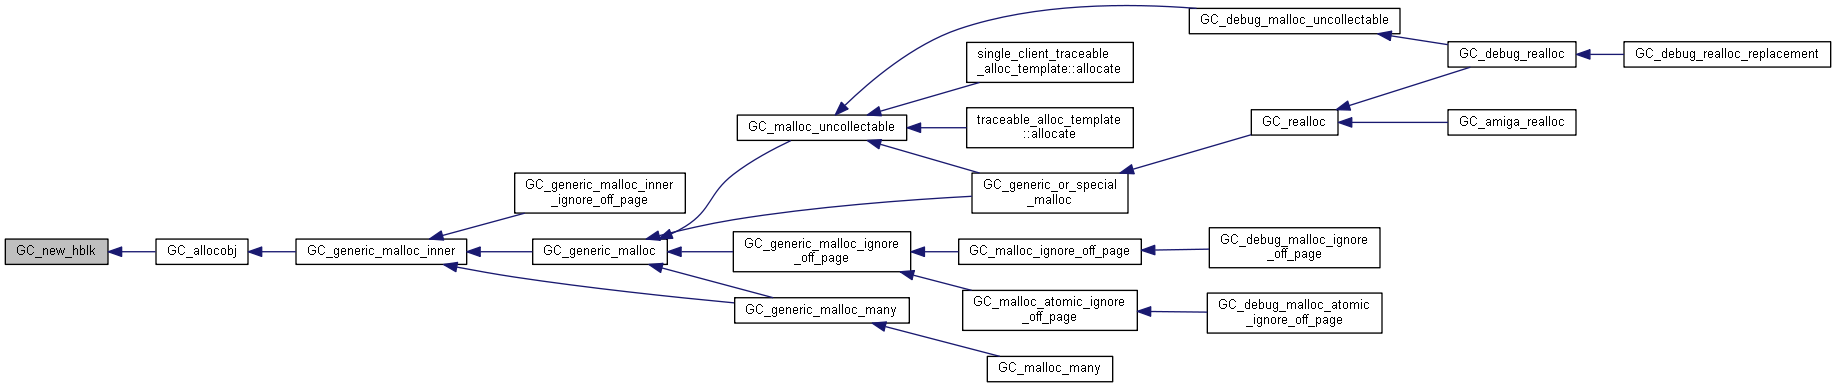 GC_new_hblk
GC_allocobj
GC_generic_malloc_inner
GC_generic_malloc_inner
_ignore_off_page
GC_generic_malloc
GC_malloc_uncollectable
GC_generic_malloc_ignore
_off_page
GC_generic_malloc_many
GC_debug_malloc_uncollectable
single_client_traceable
_alloc_template::allocate
traceable_alloc_template
::allocate
GC_generic_or_special
_malloc
GC_malloc_ignore_off_page
GC_malloc_atomic_ignore
_off_page
GC_malloc_many
GC_realloc
GC_debug_malloc_ignore
_off_page
GC_debug_malloc_atomic
_ignore_off_page
GC_debug_realloc
GC_amiga_realloc
GC_debug_realloc_replacement